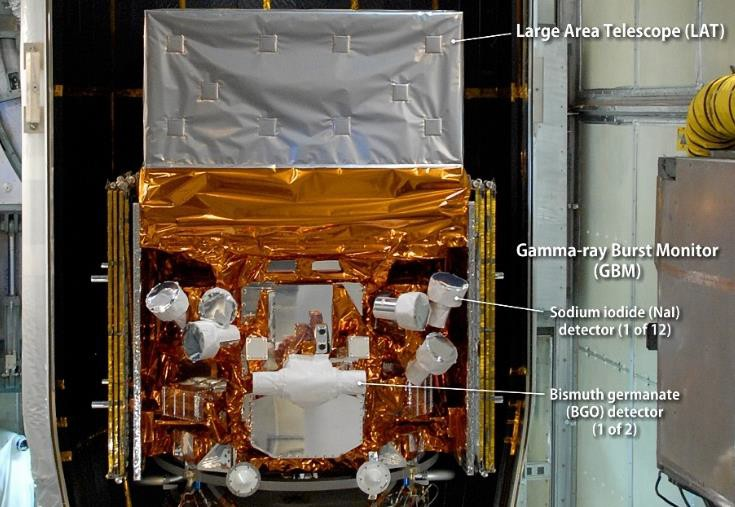 Large Area Telescope (LAT)
Gamma-ray Burst Monitor
(GBM)
Sodium iodide (NaI)
detector (1 of 12)
Bismuth germanate
(BGO) detector
(1 of 2)